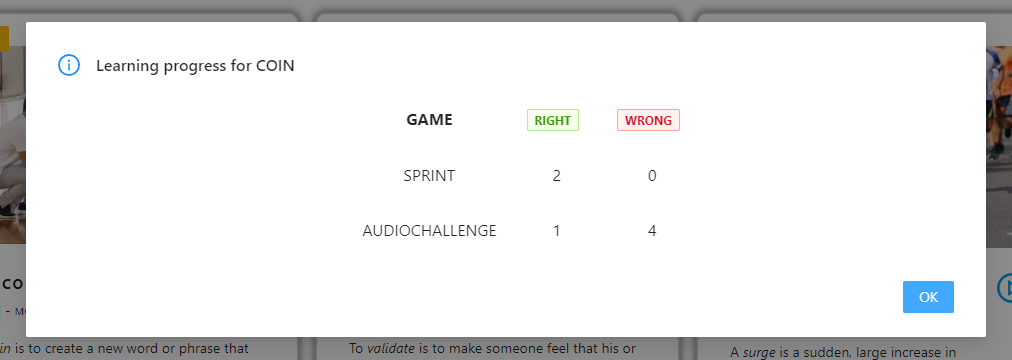 Learning progress for COIN
GAME RIGHT WRONG
SPRINT 2 0
AUDIOCHALLENGE 1 4
OK
CO
in is to create a new word or phrase that
To validate is to make someone feel that his or
A surge is a sudden, large increase in